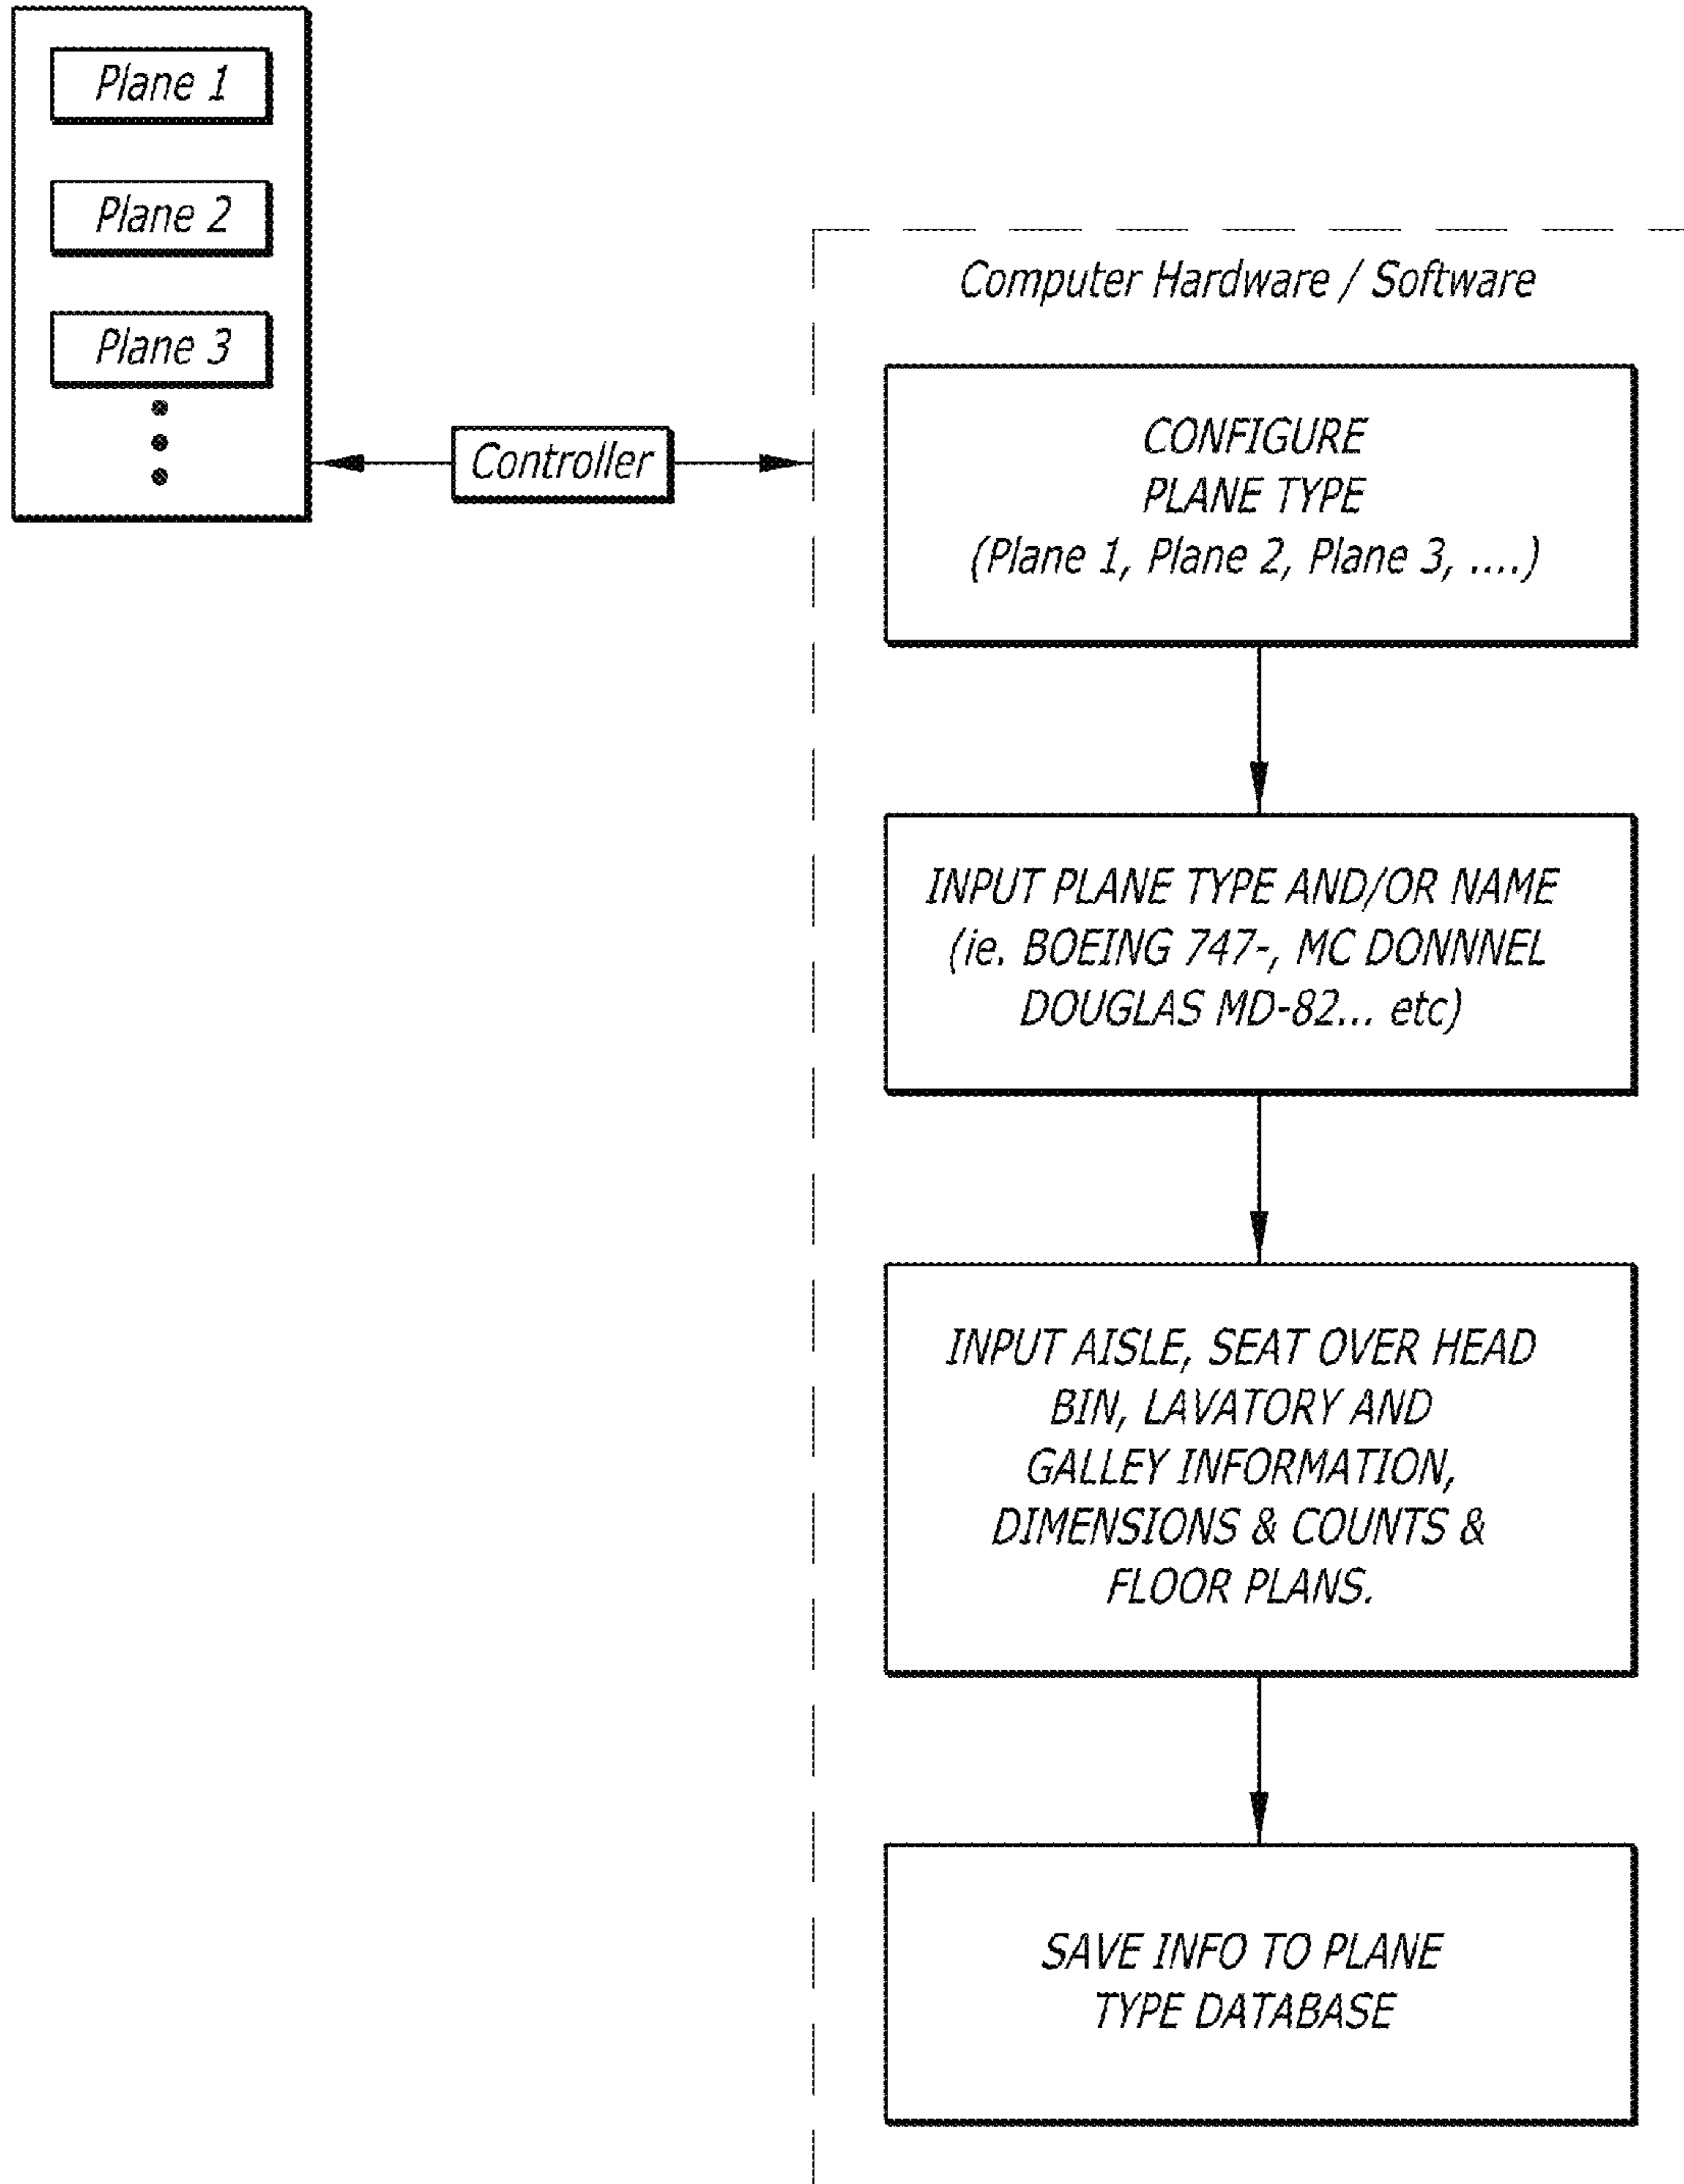 Plane 1
Plane 2
Plane 3
Controller
Computer Hardware / Software
CONFIGURE
PLANE TYPE
(Plane 1, Plane 2, Plane 3, ....)
INPUT PLANE TYPE AND/OR NAME
(ie. BOEING 747-, MC DONNNEL
DOUGLAS MD-82... etc)
INPUT AISLE, SEAT OVER HEAD
BIN, LAVATORY AND
GALLEY INFORMATION,
DIMENSIONS & COUNTS &
FLOOR PLANS.
SAVE INFO TO PLANE
TYPE DATABASE